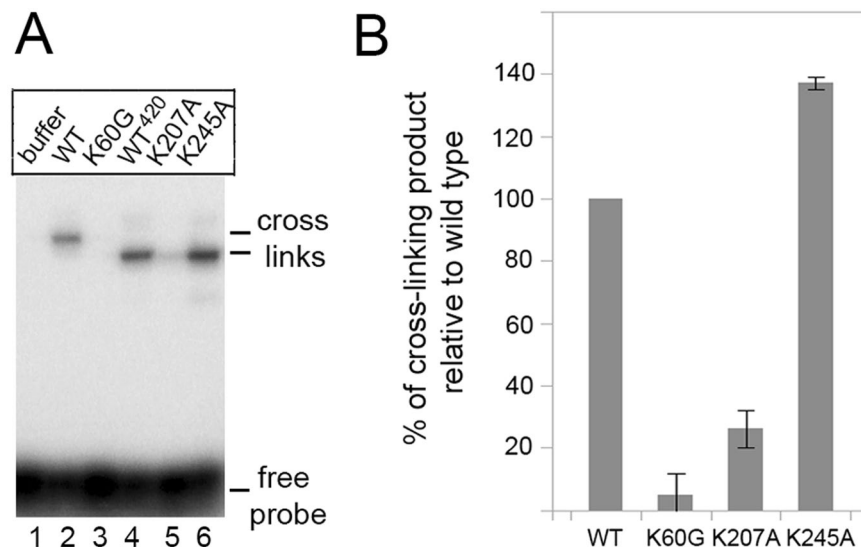 A
buffer
WT
K60G
WT420
K207A
K245A
cross
links
free
probe
1 2 3 4 5 6
B
% of cross-linking product
relative to wild type
140
120
100
80
60
40
20
WT K60G K207A K245A